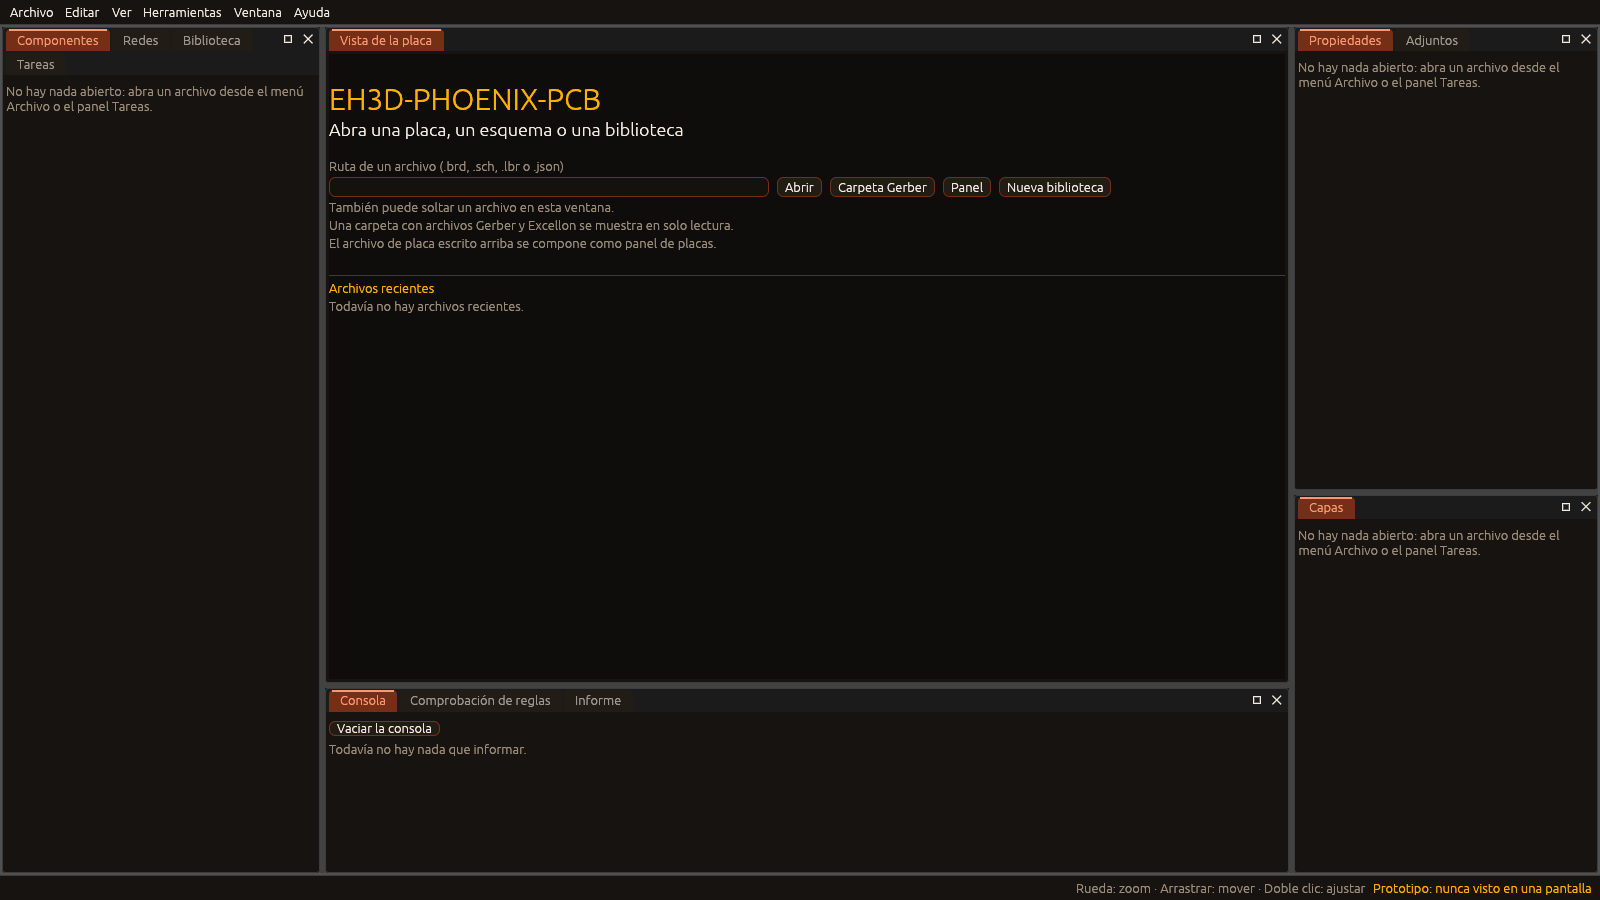 Archivo Editar Ver Herramientas Ventana Ayuda
Componentes Redes Biblioteca
Tareas
No hay nada abierto: abra un archivo desde el menú
Archivo o el panel Tareas.
Vista de la placa
EH3D-PHOENIX-PCB
Abra una placa, un esquema o una biblioteca
Ruta de un archivo (.brd, .sch, .lbr o .json)
Abrir Carpeta Gerber Panel Nueva biblioteca
También puede soltar un archivo en esta ventana.
Una carpeta con archivos Gerber y Excellon se muestra en solo lectura.
El archivo de placa escrito arriba se compone como panel de placas.
Archivos recientes
Todavía no hay archivos recientes.
Consola Comprobación de reglas Informe
Vaciar la consola
Todavía no hay nada que informar.
Propiedades Adjuntos
No hay nada abierto: abra un archivo desde el
menú Archivo o el panel Tareas.
Capas
No hay nada abierto: abra un archivo desde el
menú Archivo o el panel Tareas.
Rueda: zoom · Arrastrar: mover · Doble clic: ajustar Prototipo: nunca visto en una pantalla